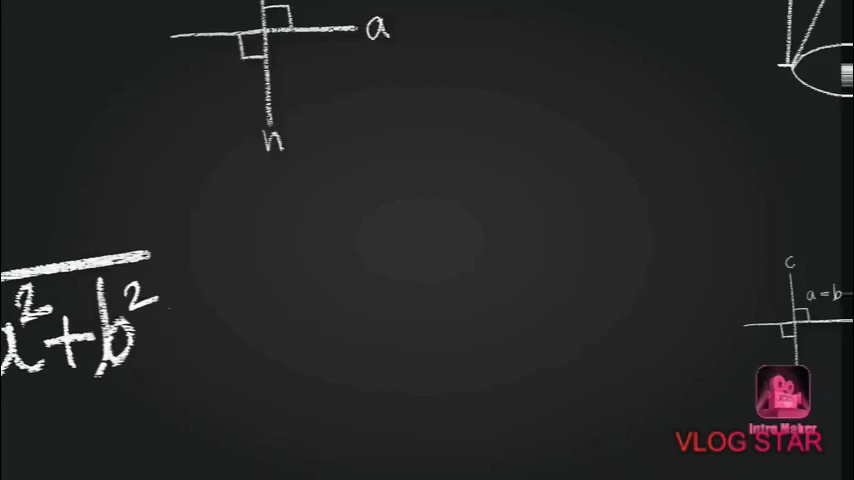 a
n
a²+b²
c
a=b
Intro Maker
VLOG STAR